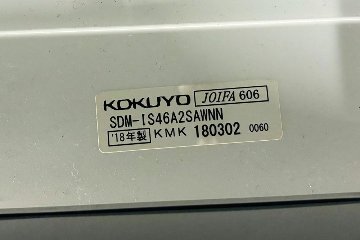 KOKUYO JOIFA 606
SDM-IS46A2SAWNN
'18年製 KMK 180302 0060